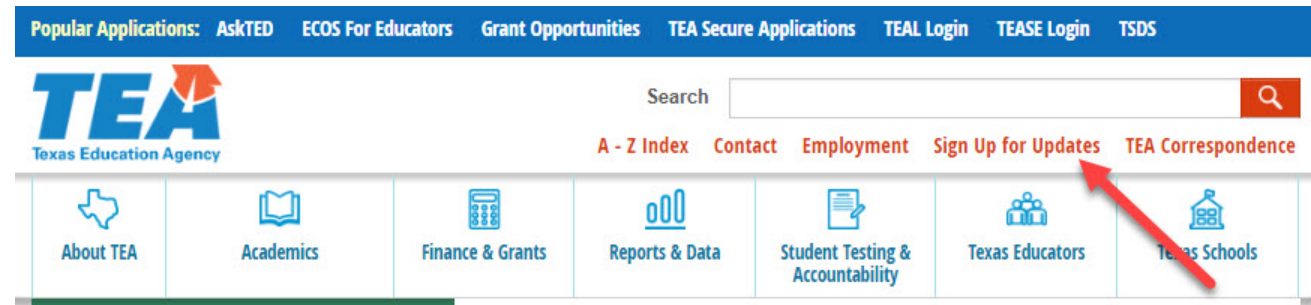 Popular Applications: AskTED ECOS For Educators Grant Opportunities TEA Secure Applications TEAL Login TEASE Login TSDS
TEA
Texas Education Agency
Search
A - Z Index Contact Employment Sign Up for Updates TEA Correspondence
About TEA Academics Finance & Grants Reports & Data Student Testing & Texas Educators Texas Schools
Accountability